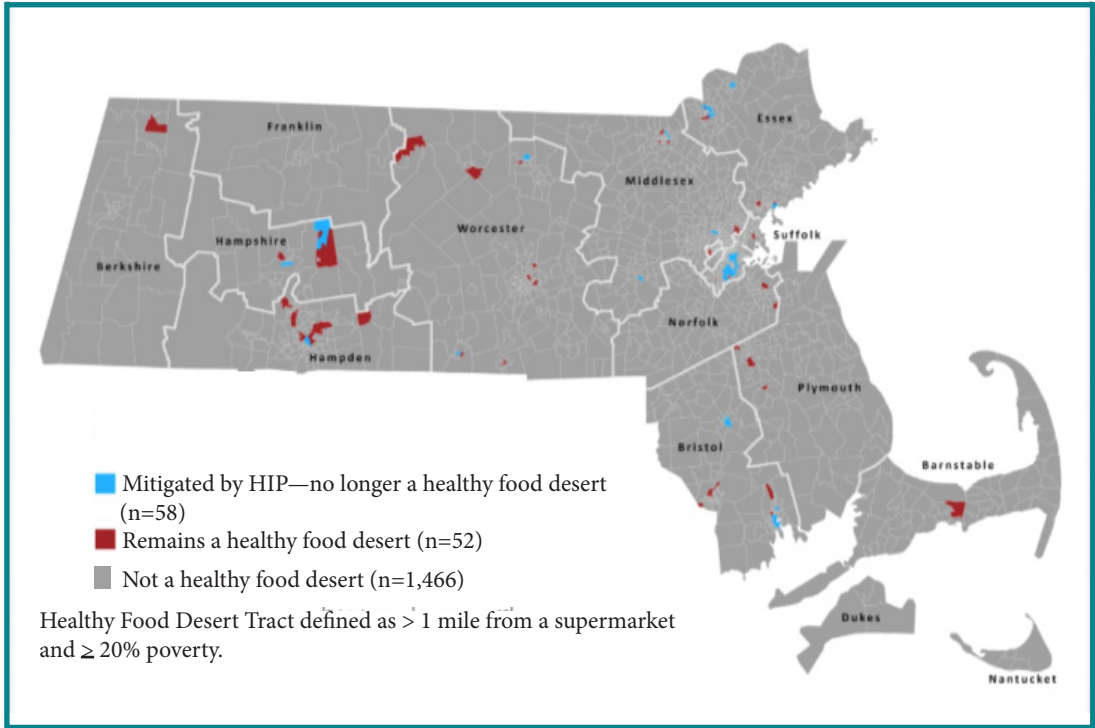 Essex
Franklin
Middlesex
Worcester
Suffolk
Hampshire
Berkshire
Norfolk
Hampden
Plymouth
Bristol
Barnstable
Mitigated by HIP—no longer a healthy food desert
(n=58)
Remains a healthy food desert (n=52)
Not a healthy food desert (n=1,466)
Healthy Food Desert Tract defined as > 1 mile from a supermarket
and ≥ 20% poverty.
Dukes
Nantucket